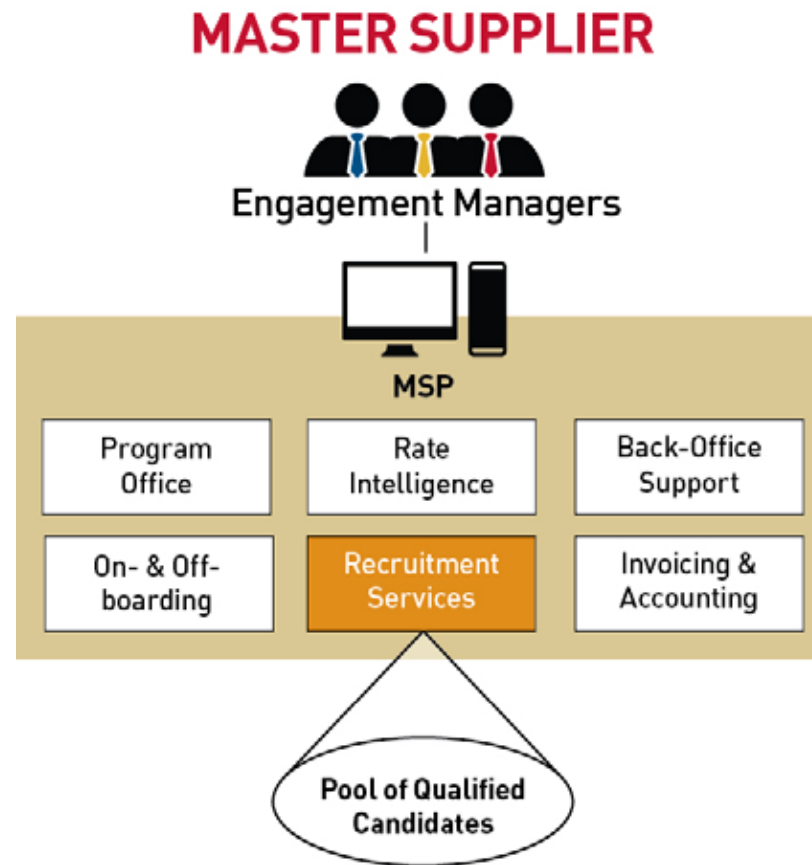 MASTER SUPPLIER
Engagement Managers
MSP
Program
Office
Rate
Intelligence
Back-Office
Support
On- & Off-
boarding
Recruitment
Services
Invoicing &
Accounting
Pool of Qualified
Candidates